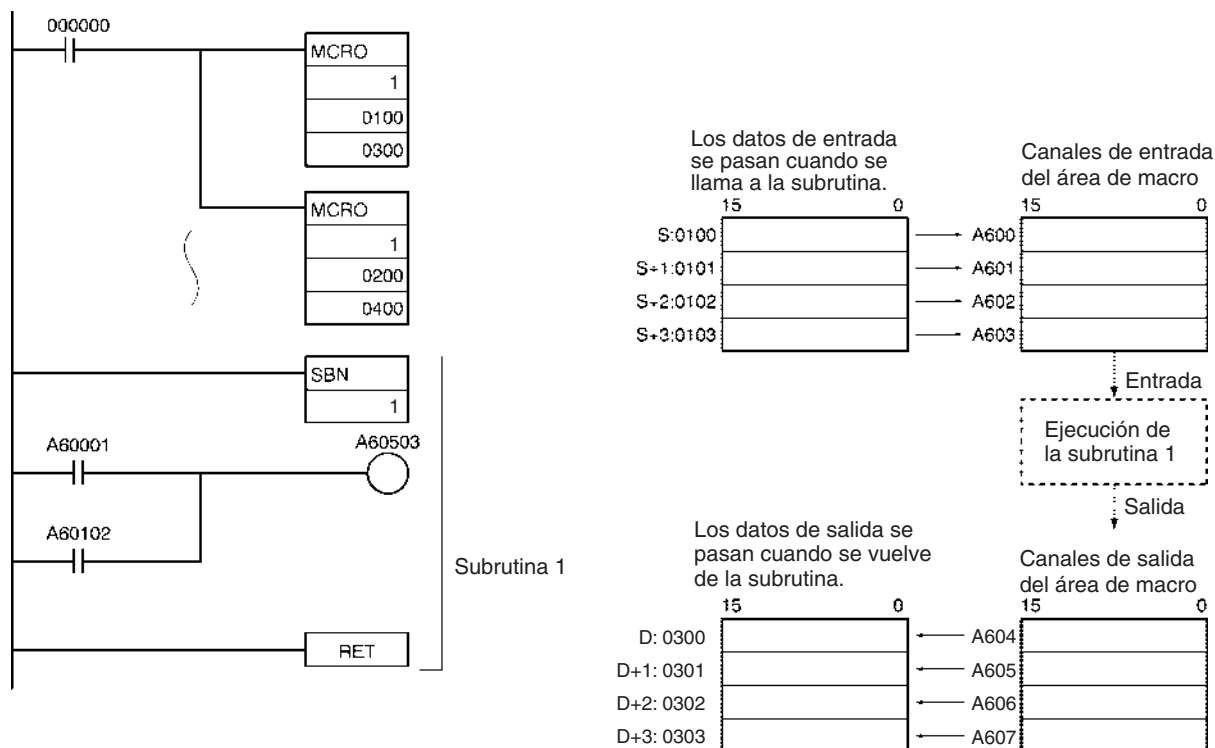 000000
MCRO
1
0100
0300
MCRO
1
0200
0400
SBN
1
A60001
A60503
A60102
RET
Subrutina 1
Los datos de entrada
se pasan cuando se
llama a la subrutina.
Canales de entrada
del área de macro
15 0 15 0
S:0100 A600
S+1:0101 A601
S+2:0102 A602
S+3:0103 A603
Entrada
Ejecución de
la subrutina 1
Salida
Los datos de salida se
pasan cuando se vuelve
de la subrutina.
Canales de salida
del área de macro
15 0 15 0
D: 0300 A604
D+1: 0301 A605
D+2: 0302 A606
D+3: 0303 A607